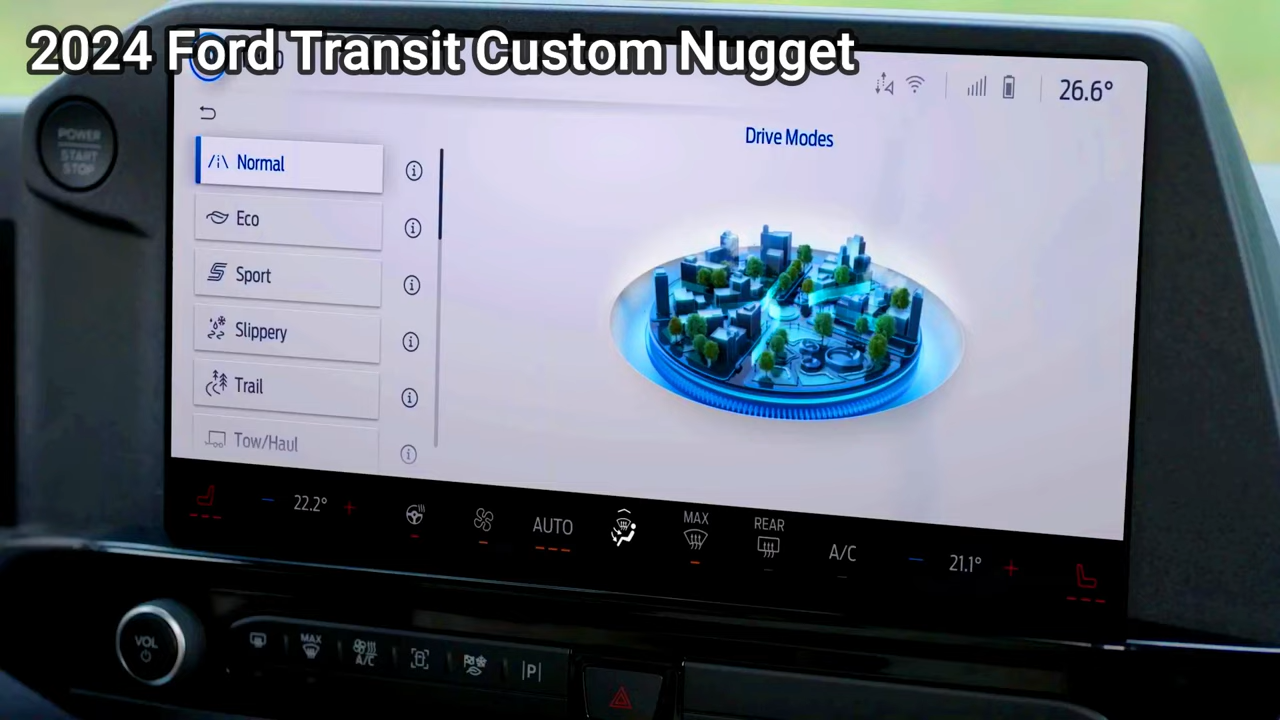 2024 Ford Transit Custom Nugget
26.6°
POWER
START
STOP
Drive Modes
Normal
Eco
Sport
Slippery
Trail
Tow/Haul
22.2°
AUTO
MAX
REAR
A/C
21.1°
VOL
MAX
A/C
P